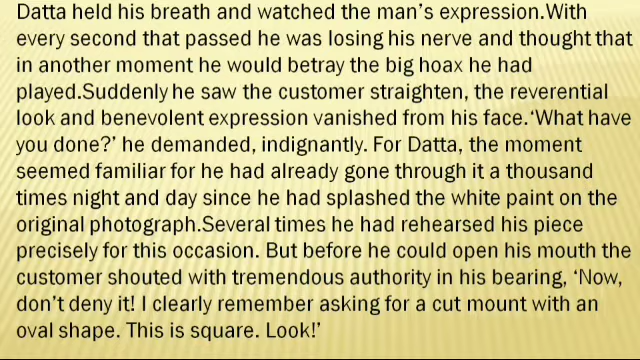 Datta held his breath and watched the man’s expression.With
every second that passed he was losing his nerve and thought that
in another moment he would betray the big hoax he had
played.Suddenly he saw the customer straighten, the reverential
look and benevolent expression vanished from his face.‘What have
you done?’ he demanded, indignantly. For Datta, the moment
seemed familiar for he had already gone through it a thousand
times night and day since he had splashed the white paint on the
original photograph.Several times he had rehearsed his piece
precisely for this occasion. But before he could open his mouth the
customer shouted with tremendous authority in his bearing, ‘Now,
don’t deny it! I clearly remember asking for a cut mount with an
oval shape. This is square. Look!’